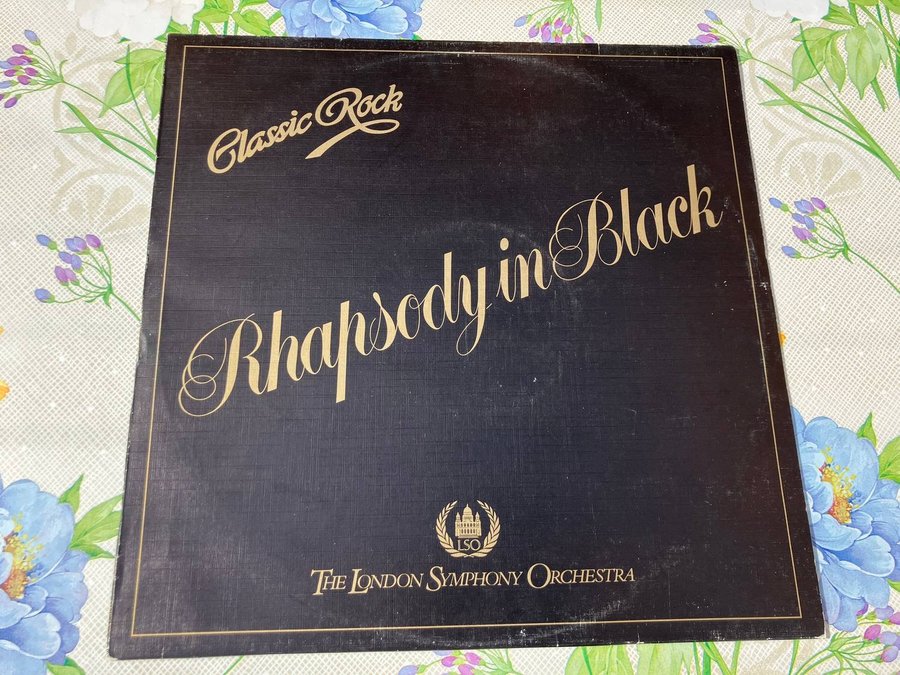 Classic Rock
Rhapsody in Black
LSO
THE LONDON SYMPHONY ORCHESTRA